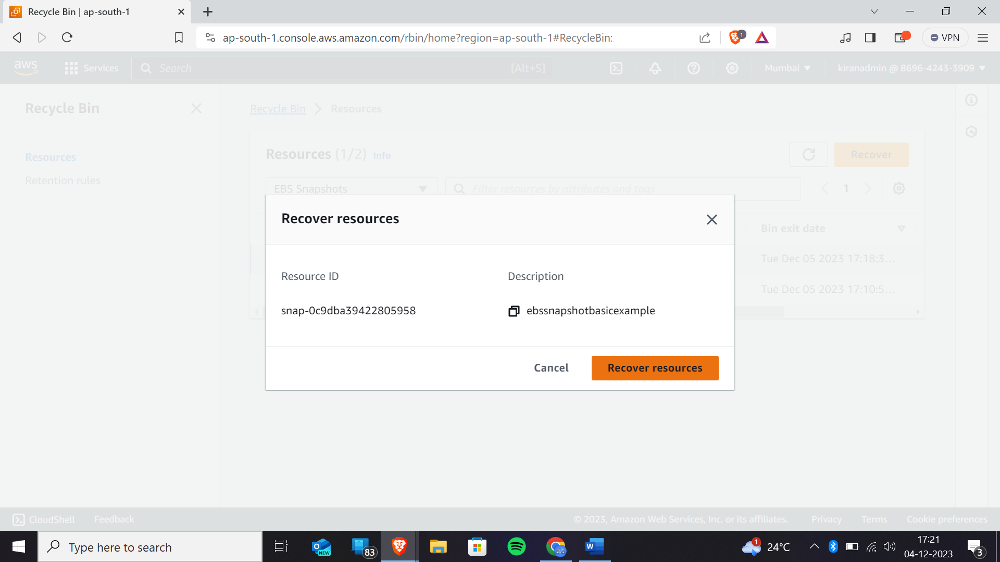 Recycle Bin | ap-south-1
ap-south-1.console.aws.amazon.com/rbin/home?region=ap-south-1#RecycleBin:
1
VPN
aws
Services
Search
[Alt+S]
Mumbai
kiranadmin @ 8696-4243-3909
Recycle Bin
Resources
Retention rules
Recycle Bin
Resources
Resources (1/2) Info
Recover
EBS Snapshots
Filter resources by attributes and tags
1
Bin exit date
Tue Dec 05 2023 17:18:3...
Tue Dec 05 2023 17:10:5...
Recover resources
Resource ID
Description
snap-0c9dba39422805958
ebssnapshotbasicexample
Cancel
Recover resources
CloudShell
Feedback
© 2023, Amazon Web Services, Inc. or its affiliates.
Privacy
Terms
Cookie preferences
Type here to search
O
NEW
83
W
1
24°C
17:21
04-12-2023
3